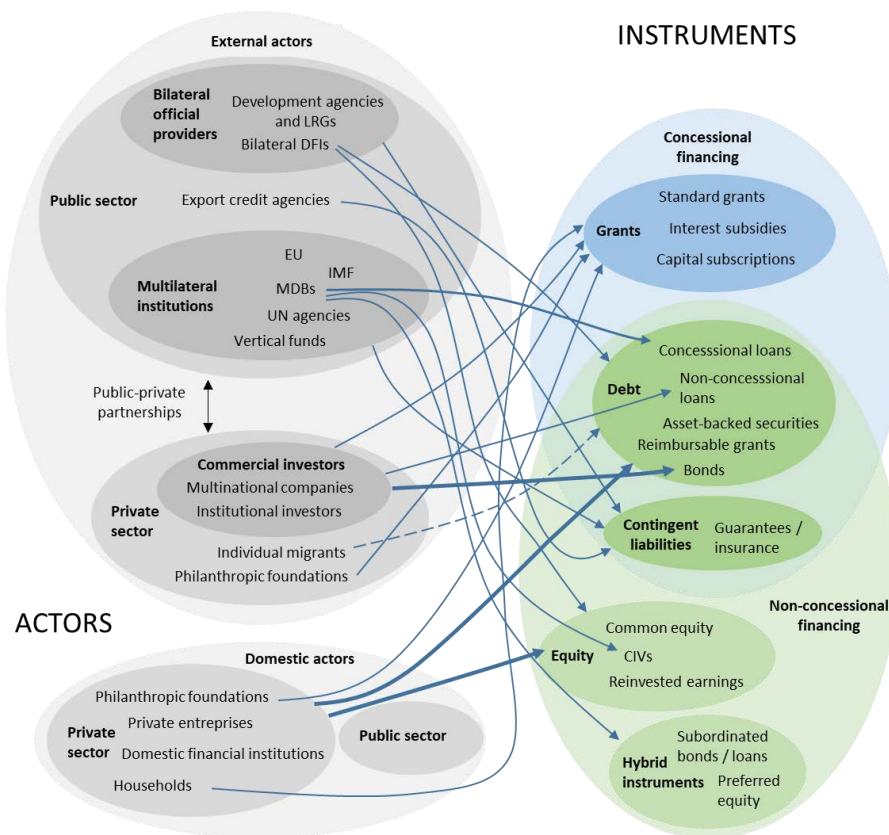 INSTRUMENTS
External actors
Bilateral
official
providers
Development agencies
and LRGs
Bilateral DFIs
Public sector
Export credit agencies
EU
IMF
Multilateral
institutions
MDBs
UN agencies
Vertical funds
Public-private
partnerships
Commercial investors
Multinational companies
Institutional investors
Private
sector
Individual migrants
Philanthropic foundations
ACTORS
Domestic actors
Philanthropic foundations
Private entreprises
Private
sector
Domestic financial institutions
Households
Public sector
Concessional
financing
Standard grants
Grants
Interest subsidies
Capital subscriptions
Concesssional loans
Debt
Non-concesssional
loans
Asset-backed securities
Reimbursable grants
Bonds
Contingent
liabilities
Guarantees /
insurance
Non-concessional
financing
Common equity
Equity
CIVs
Reinvested earnings
Subordinated
bonds / loans
Hybrid
instruments
Preferred
equity